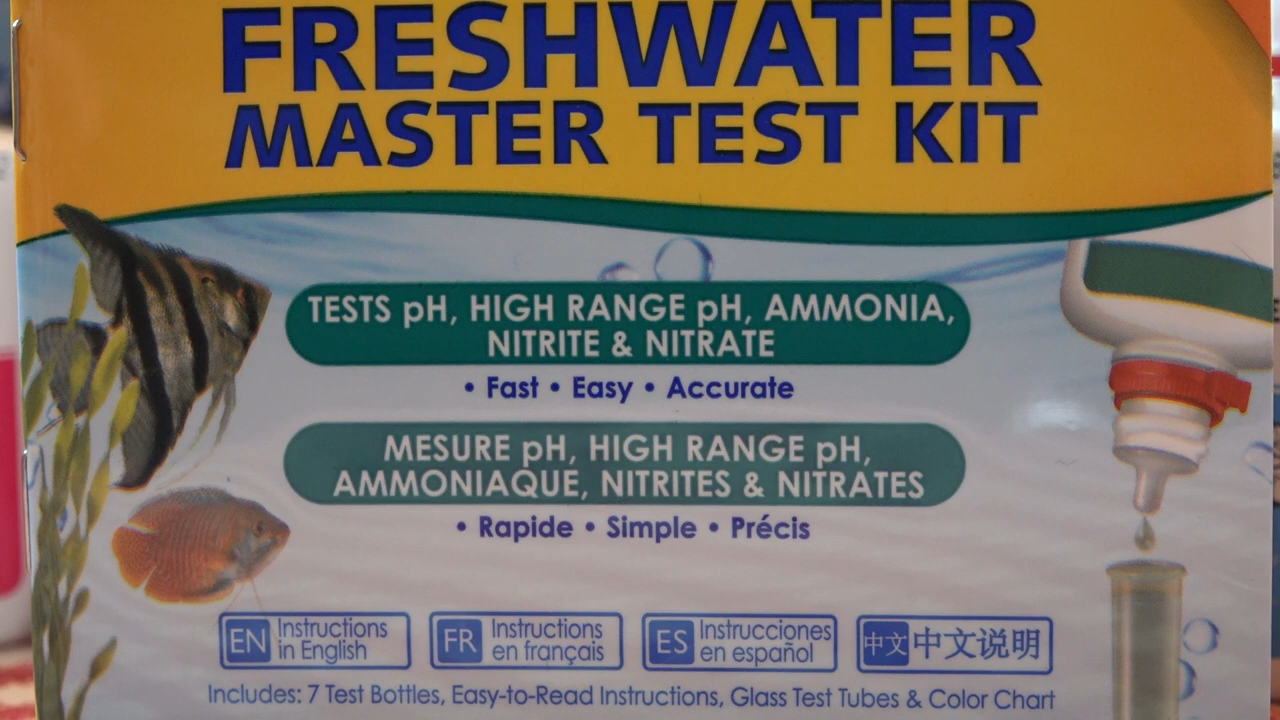 FRESHWATER
MASTER TEST KIT
TESTS pH, HIGH RANGE pH, AMMONIA,
NITRITE & NITRATE
• Fast • Easy • Accurate
MESURE pH, HIGH RANGE pH,
AMMONIAQUE, NITRITES & NITRATES
• Rapide • Simple • Précis
EN Instructions in English
FR Instructions en français
ES Instrucciones en español
中文 中文说明
Includes: 7 Test Bottles, Easy-to-Read Instructions, Glass Test Tubes & Color Chart